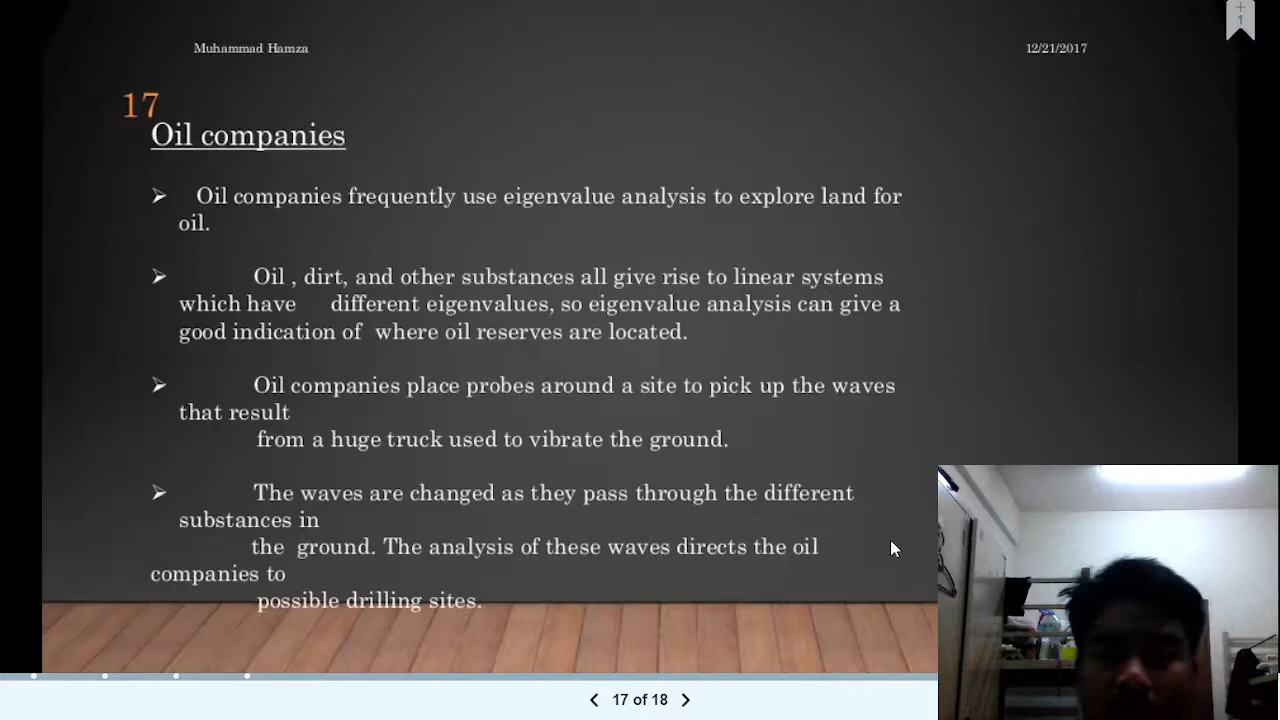 Muhammad Hamza
12/21/2017
+
1
17
Oil companies
Oil companies frequently use eigenvalue analysis to explore land for
oil.
Oil , dirt, and other substances all give rise to linear systems
which have different eigenvalues, so eigenvalue analysis can give a
good indication of where oil reserves are located.
Oil companies place probes around a site to pick up the waves
that result
from a huge truck used to vibrate the ground.
The waves are changed as they pass through the different
substances in
the ground. The analysis of these waves directs the oil
companies to
possible drilling sites.
17 of 18